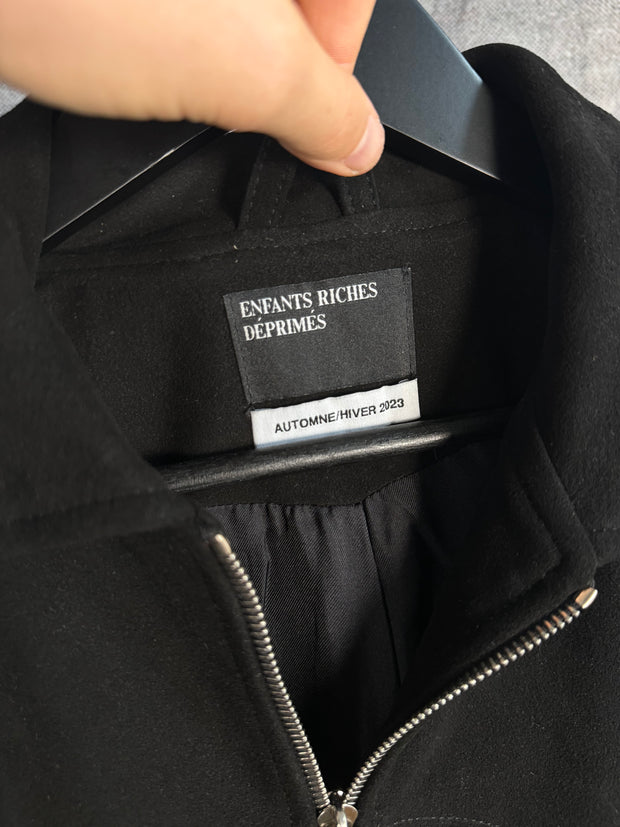 ENFANTS RICHES
DÉPRIMÉS
AUTOMNE/HIVER 2023